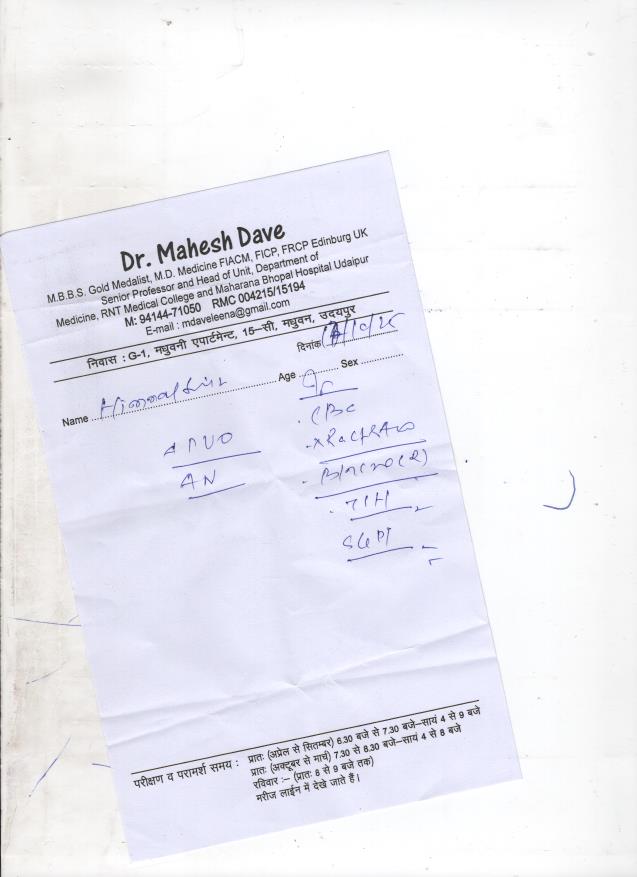 Dr. Mahesh Dave
M.B.B.S. Gold Medalist, M.D. Medicine FIACM, FICP, FRCP Edinburg UK
Senior Professor and Head of Unit, Department of
Medicine, RNT Medical College and Maharana Bhopal Hospital Udaipur
M: 94144-71050 RMC 004215/15194
E-mail : mdaveleena@gmail.com
निवास : G-1, मधुवनी एपार्टमेन्ट, 15–सी, मधुवन, उदयपुर
दिनांक
Name Age Sex
CBC
AN
SGPT
परीक्षण व परामर्श समय : प्रातः (अप्रेल से सितम्बर) 6.30 बजे से 7.30 बजे–सायं 4 से 9 बजे
प्रातः (अक्टूबर से मार्च) 7.30 से 8.30 बजे–सायं 4 से 8 बजे
रविवार :– (प्रातः 8 से 9 बजे तक)
मरीज लाईन में देखे जाते हैं।